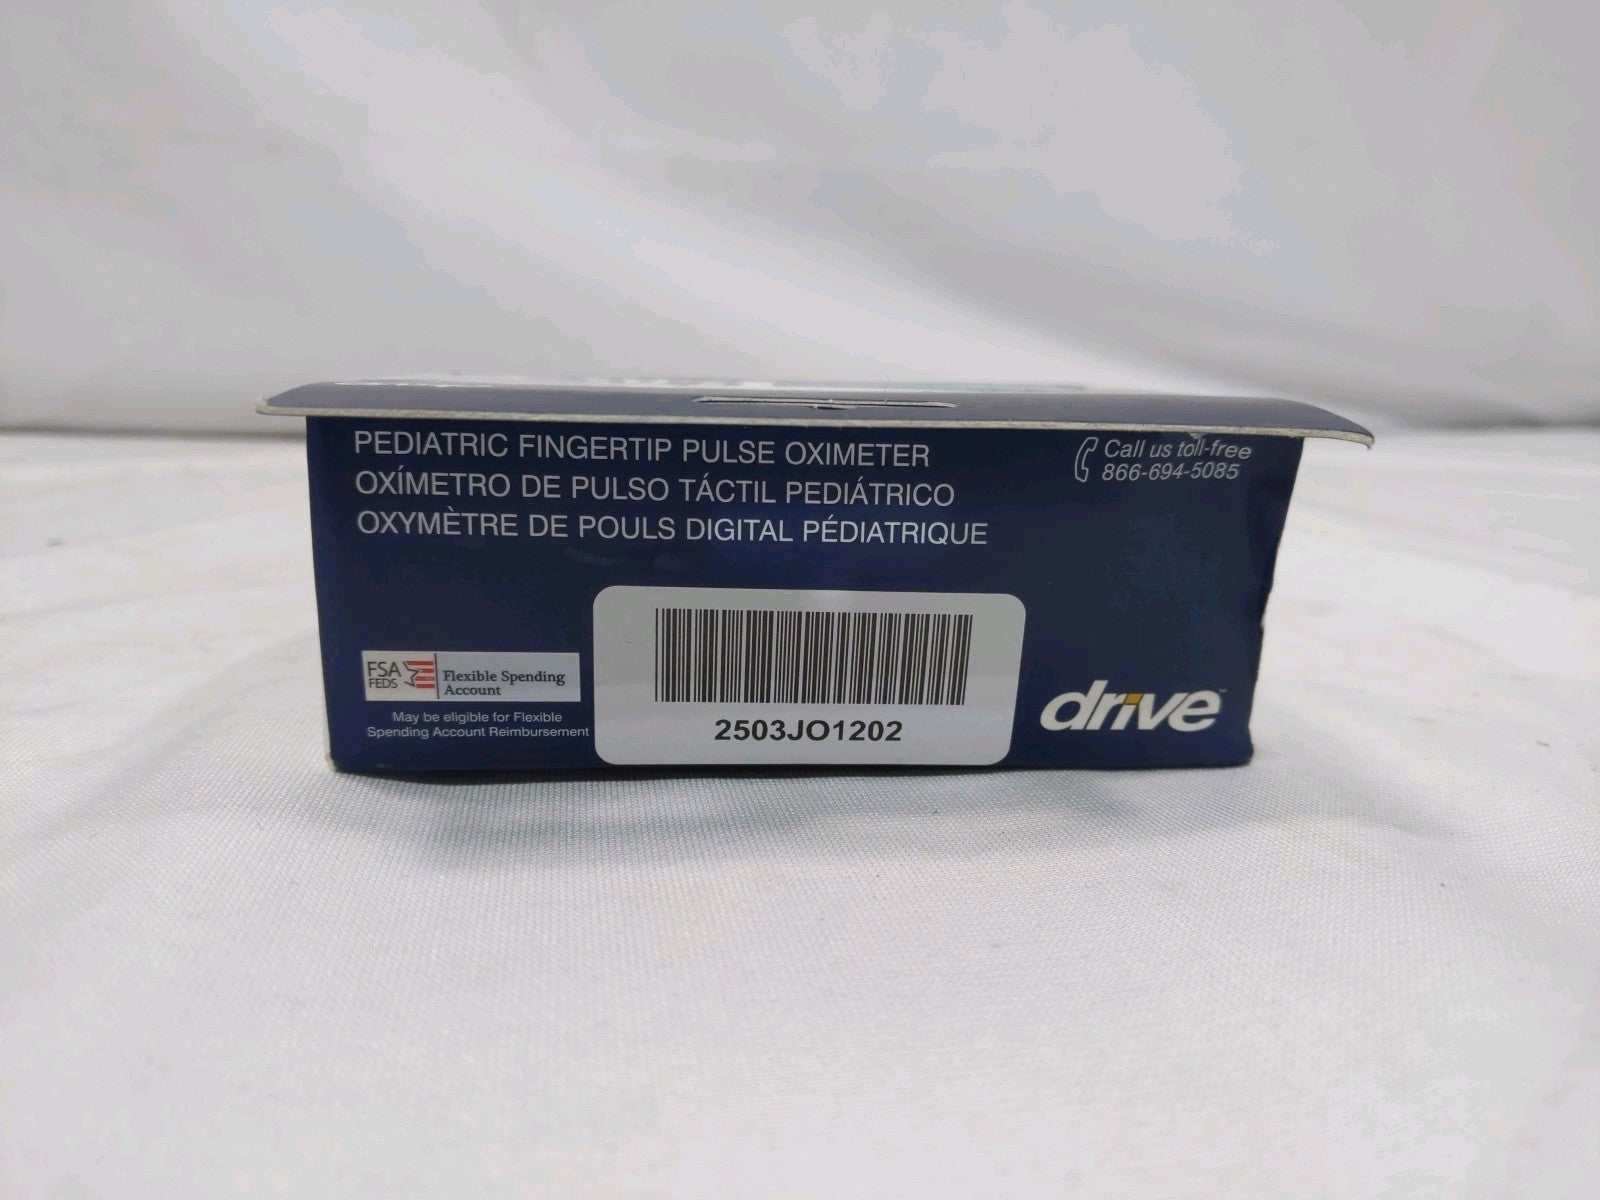 PEDIATRIC FINGERTIP PULSE OXIMETER
OXÍMETRO DE PULSO TÁCTIL PEDIÁTRICO
OXYMÈTRE DE POULS DIGITAL PÉDIATRIQUE
Call us toll-free
866-694-5085
FSA
FEDS
Flexible Spending
Account
May be eligible for Flexible
Spending Account Reimbursement
2503JO1202
drive™